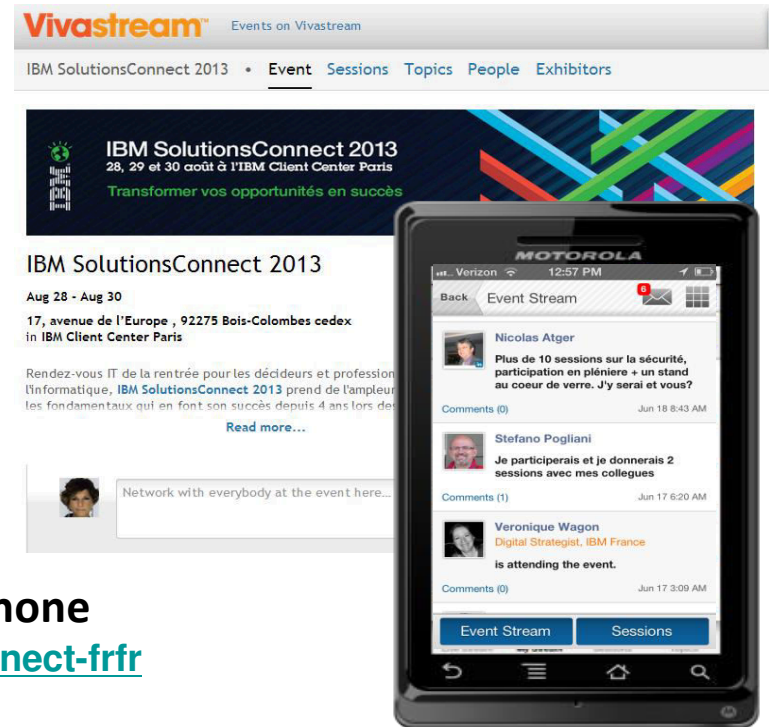 Vivastream™ Events on Vivastream
IBM SolutionsConnect 2013 • Event Sessions Topics People Exhibitors
IBM
IBM SolutionsConnect 2013
28, 29 et 30 août à l'IBM Client Center Paris
Transformer vos opportunités en succès
IBM SolutionsConnect 2013
Aug 28 - Aug 30
17, avenue de l'Europe , 92275 Bois-Colombes cedex
in IBM Client Center Paris
Rendez-vous IT de la rentrée pour les décideurs et
l'informatique, IBM SolutionsConnect 2013 prend de l'ampleur
les fondamentaux qui en font son succès depuis 4 ans lors
Read more...
Network with everybody at the event here...
MOTOROLA
Verizon 12:57 PM
Back Event Stream 6
Nicolas Atger
Plus de 10 sessions sur la sécurité,
participation en pléniere + un stand
au coeur de verre. J'y serai et vous?
Comments (0) Jun 18 8:43 AM
Stefano Pogliani
Je participerais et je donnerais 2
sessions avec mes collegues
Comments (1) Jun 17 6:20 AM
Veronique Wagon
Digital Strategist, IBM France
is attending the event.
Comments (0) Jun 17 3:09 AM
Event Stream Sessions
hone
nect-frfr